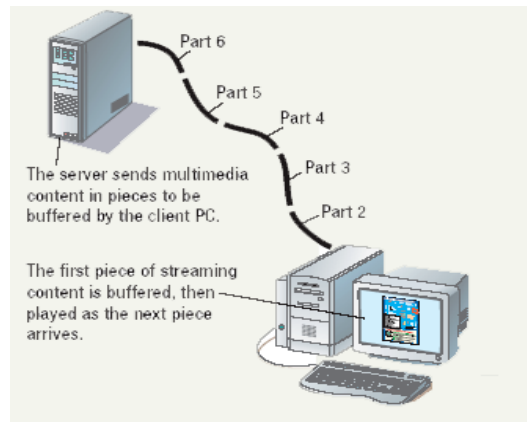 Part 6
Part 5
Part 4
Part 3
Part 2
The server sends multimedia
content in pieces to be
buffered by the client PC.
The first piece of streaming
content is buffered, then
played as the next piece
arrives.